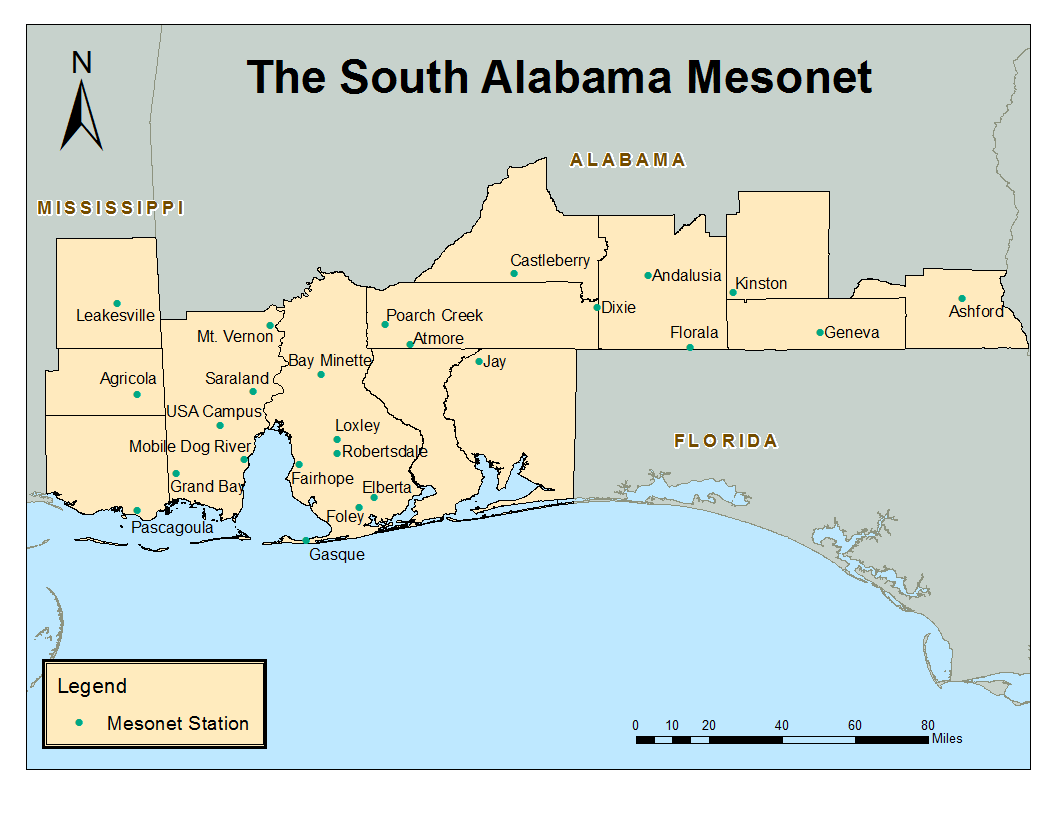 The South Alabama Mesonet
N
ALABAMA
MISSISSIPPI
Castleberry
Andalusia
Kinston
Leakesville
Dixie
Ashford
Poarch Creek
Mt. Vernon
Atmore
Florala
Geneva
Bay Minette
Jay
Agricola
Saraland
USA Campus
Loxley
FLORIDA
Mobile Dog River
Robertsdale
Grand Bay
Fairhope
Elberta
Foley
Pascagoula
Gasque
Legend
Mesonet Station
0 10 20 40 60 80
Miles